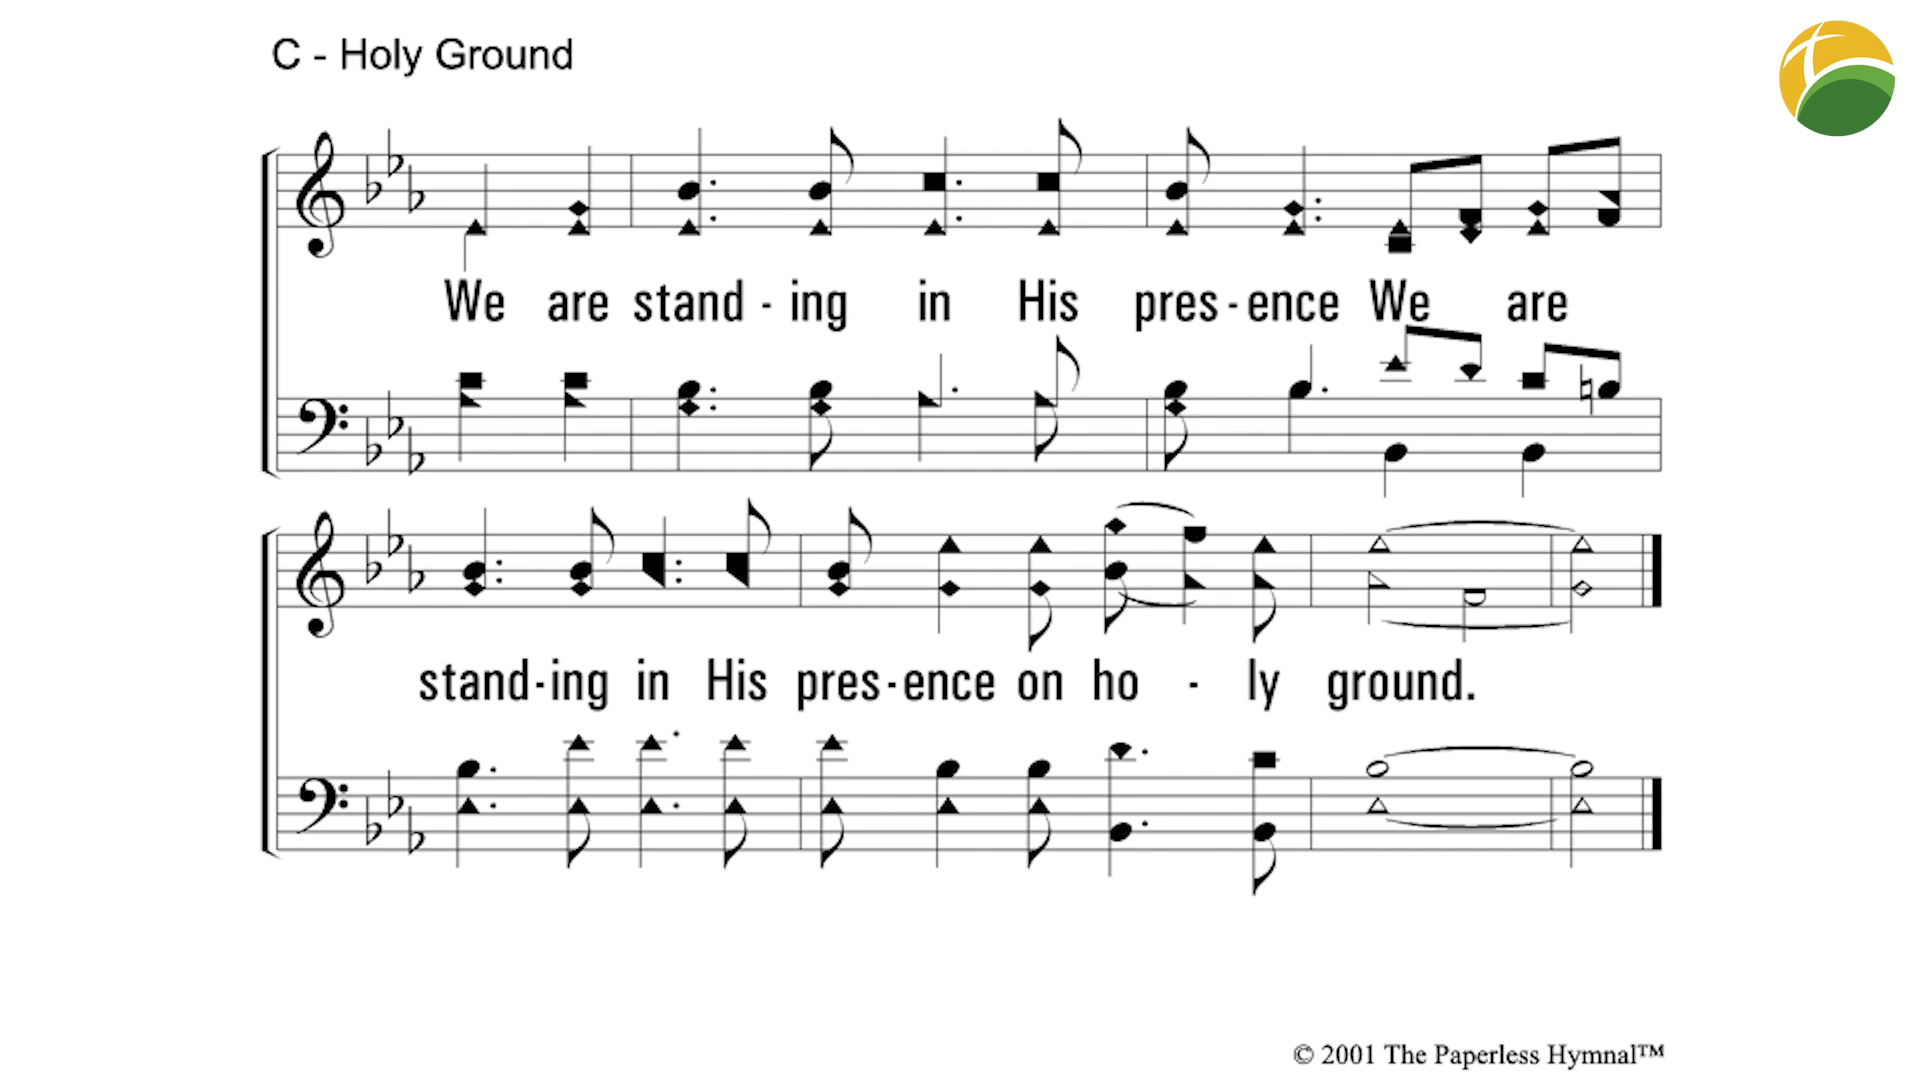 C - Holy Ground
We are stand - ing in His pres - ence We are
stand - ing in His pres - ence on ho - ly ground.
© 2001 The Paperless Hymnal™